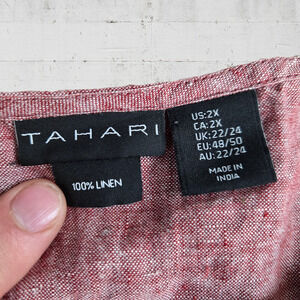 TAHARI
100% LINEN
US:2X
CA:2X
UK:22/24
EU:48/50
AU:22/24
MADE IN
INDIA